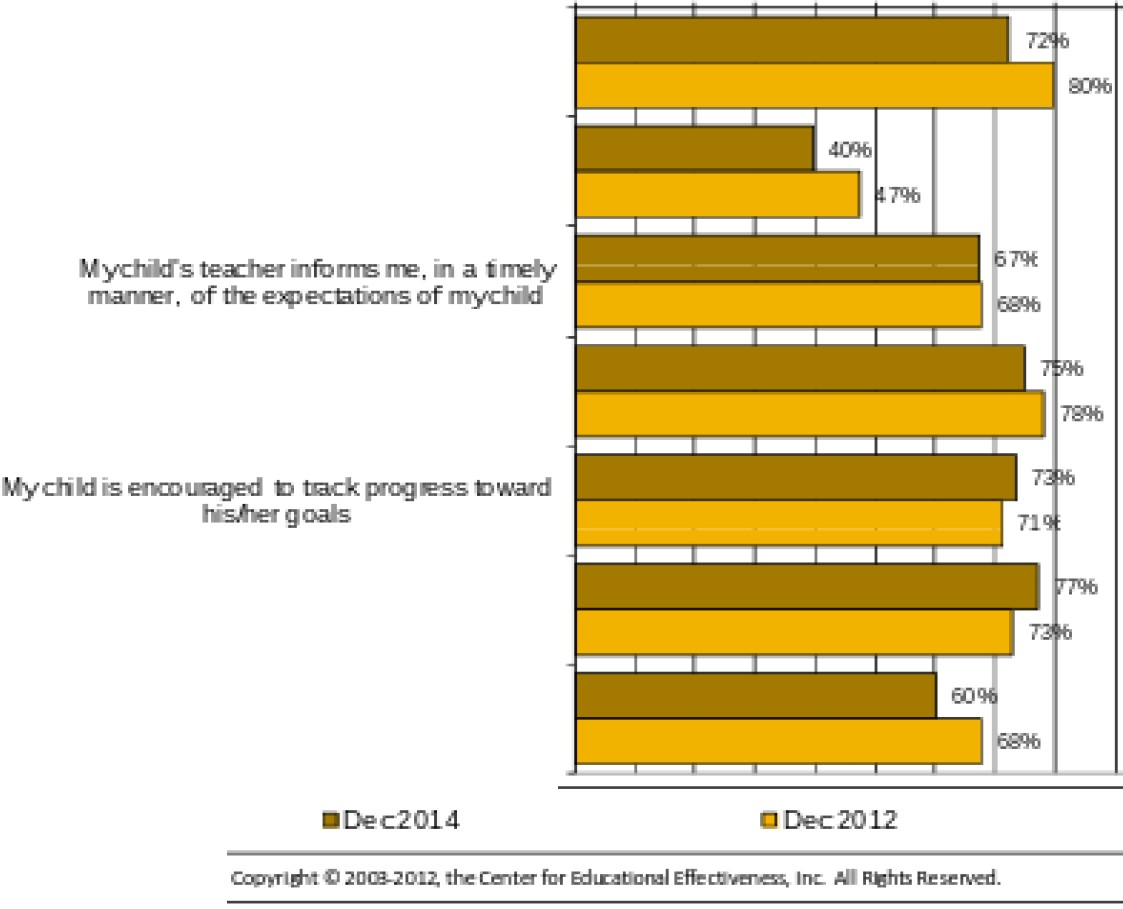 72%
80%
40%
47%
My child's teacher informs me, in a timely
manner, of the expectations of my child
67%
68%
75%
78%
My child is encouraged to track progress toward
his/her goals
73%
71%
77%
73%
60%
68%
Dec 2014 Dec 2012
Copyright © 2003-2012, the Center for Educational Effectiveness, Inc. All Rights Reserved.